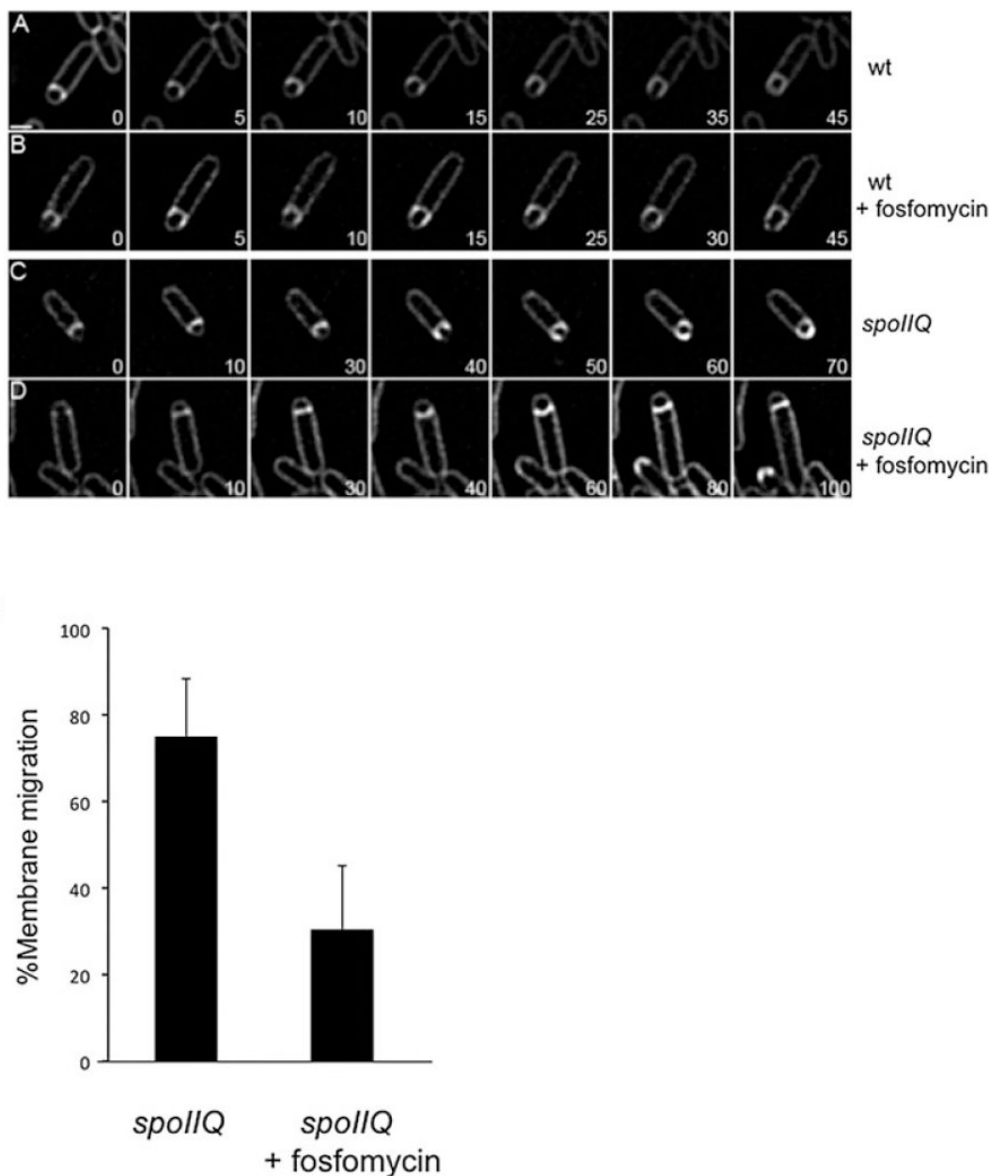 A
0 5 10 15 25 35 45
wt
B
0 5 10 15 25 30 45
wt
+ fosfomycin
C
0 10 30 40 50 60 70
spoIIQ
D
0 10 30 40 60 80 100
spoIIQ
+ fosfomycin
%Membrane migration
100
80
60
40
20
0
spoIIQ spoIIQ
+ fosfomycin